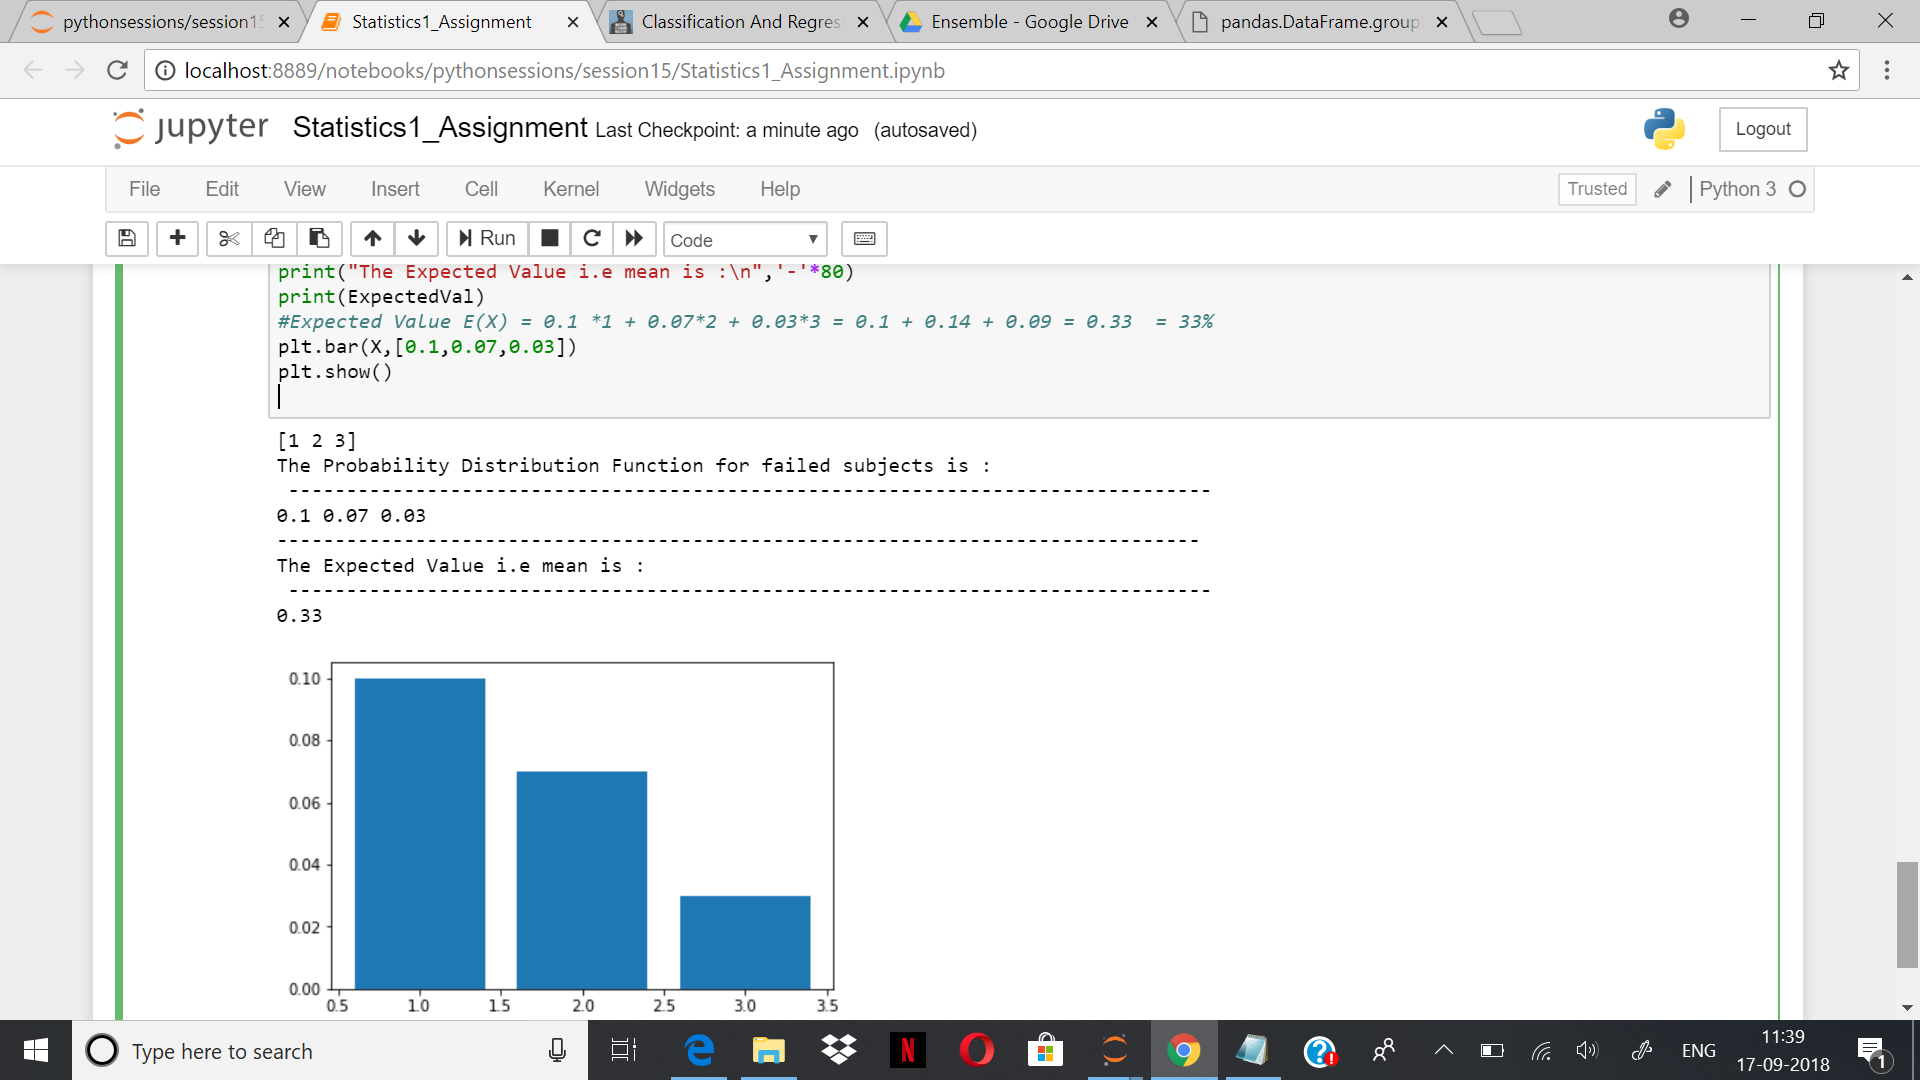 pythonsessions/session15
Statistics1_Assignment
Classification And Regres
Ensemble - Google Drive
pandas.DataFrame.group
localhost:8889/notebooks/pythonsessions/session15/Statistics1_Assignment.ipynb
jupyter Statistics1_Assignment Last Checkpoint: a minute ago (autosaved)
Logout
File Edit View Insert Cell Kernel Widgets Help
Trusted
Python 3
Run
Code
print("The Expected Value i.e mean is :\n",'-'*80)
print(ExpectedVal)
#Expected Value E(X) = 0.1 *1 + 0.07*2 + 0.03*3 = 0.1 + 0.14 + 0.09 = 0.33  = 33%
plt.bar(X,[0.1,0.07,0.03])
plt.show()
[1 2 3]
The Probability Distribution Function for failed subjects is :
--------------------------------------------------------------------------------
0.1 0.07 0.03
--------------------------------------------------------------------------------
The Expected Value i.e mean is :
--------------------------------------------------------------------------------
0.33
0.10
0.08
0.06
0.04
0.02
0.00
0.5 1.0 1.5 2.0 2.5 3.0 3.5
Type here to search
N
ENG
11:39
17-09-2018
1